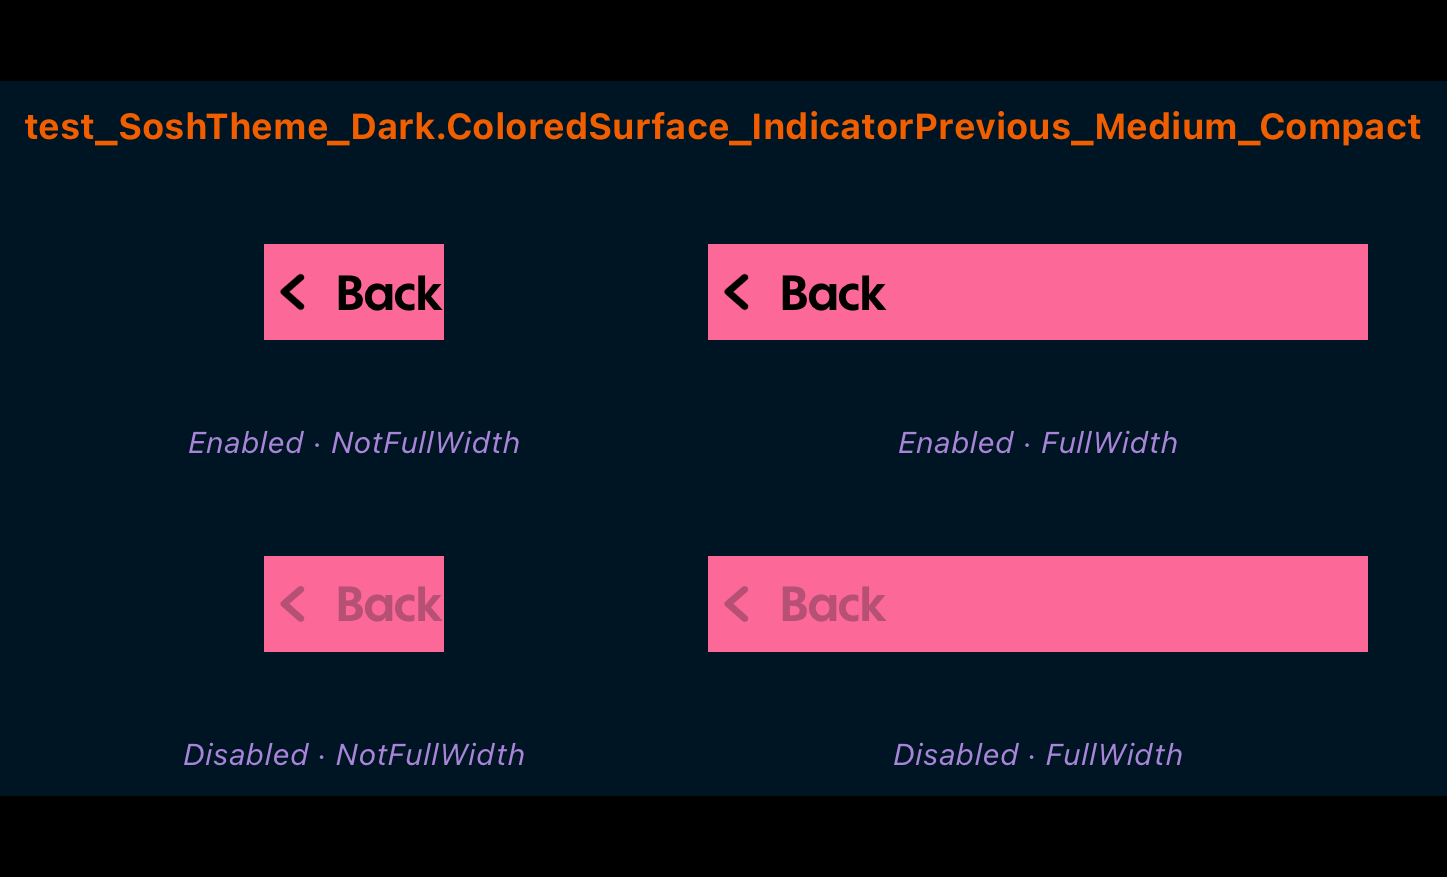 test_SoshTheme_Dark.ColoredSurface_IndicatorPrevious_Medium_Compact
Back
Back
Enabled · NotFullWidth
Enabled · FullWidth
Back
Back
Disabled · NotFullWidth
Disabled · FullWidth